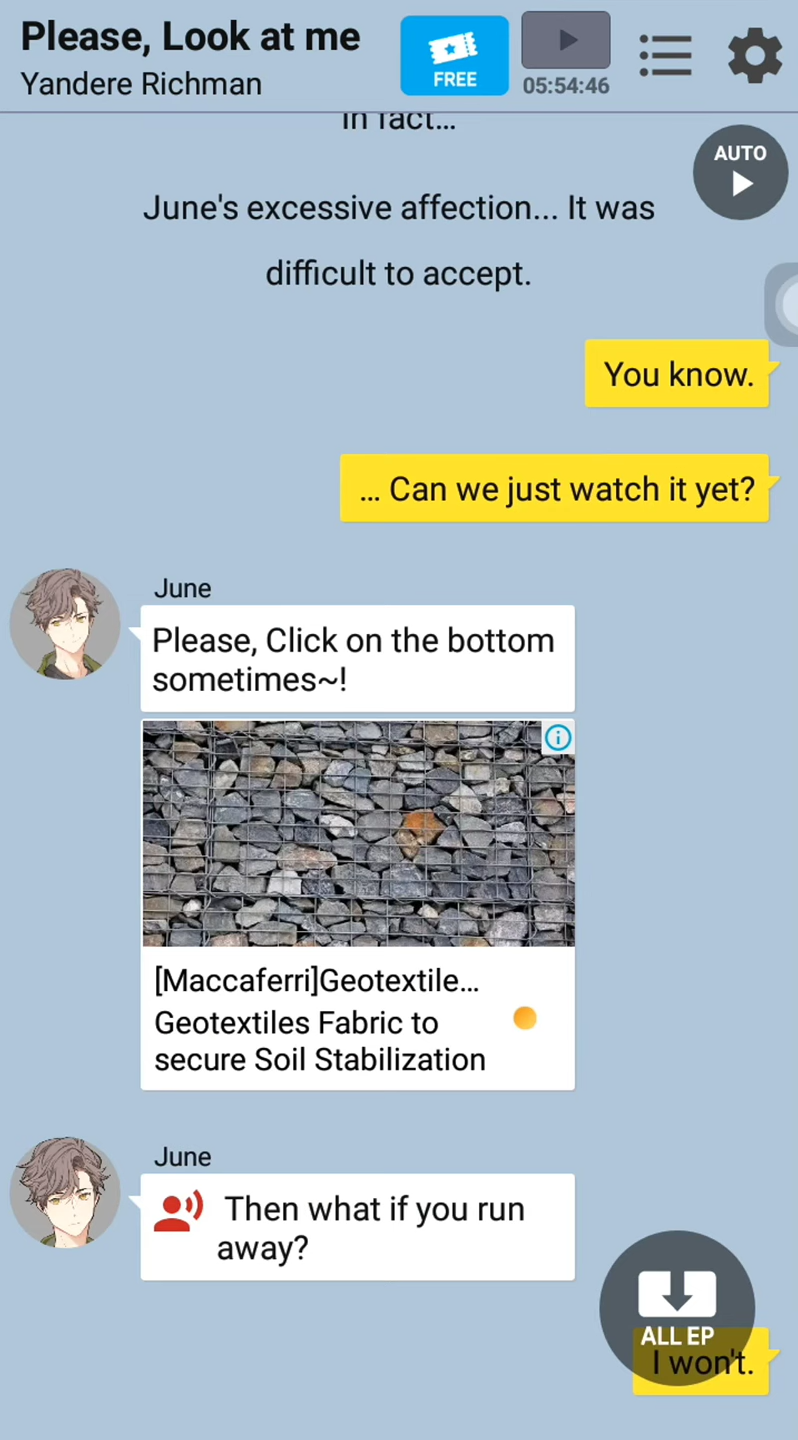 Please, Look at me
Yandere Richman
FREE
05:54:46
In fact...
AUTO
June's excessive affection... It was
difficult to accept.
You know.
... Can we just watch it yet?
June
Please, Click on the bottom
sometimes~!
[Maccaferri]Geotextile...
Geotextiles Fabric to
secure Soil Stabilization
June
Then what if you run
away?
ALL EP
I won't.